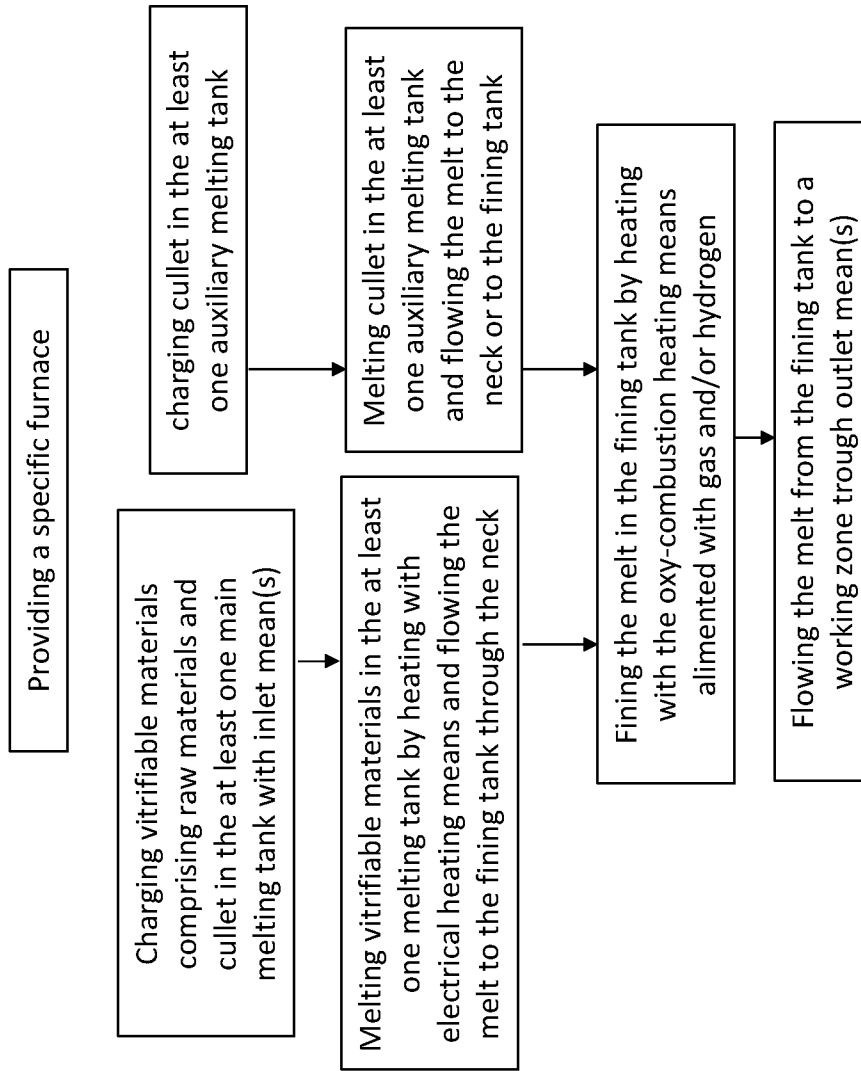 Providing a specific furnace
Charging vitrifiable materials
comprising raw materials and
cullet in the at least one main
melting tank with inlet mean(s)
charging cullet in the at least
one auxiliary melting tank
Melting vitrifiable materials in the at least
one melting tank by heating with
electrical heating means and flowing the
melt to the fining tank through the neck
Melting cullet in the at least
one auxiliary melting tank
and flowing the melt to the
neck or to the fining tank
Fining the melt in the fining tank by heating
with the oxy-combustion heating means
alimented with gas and/or hydrogen
Flowing the melt from the fining tank to a
working zone trough outlet mean(s)